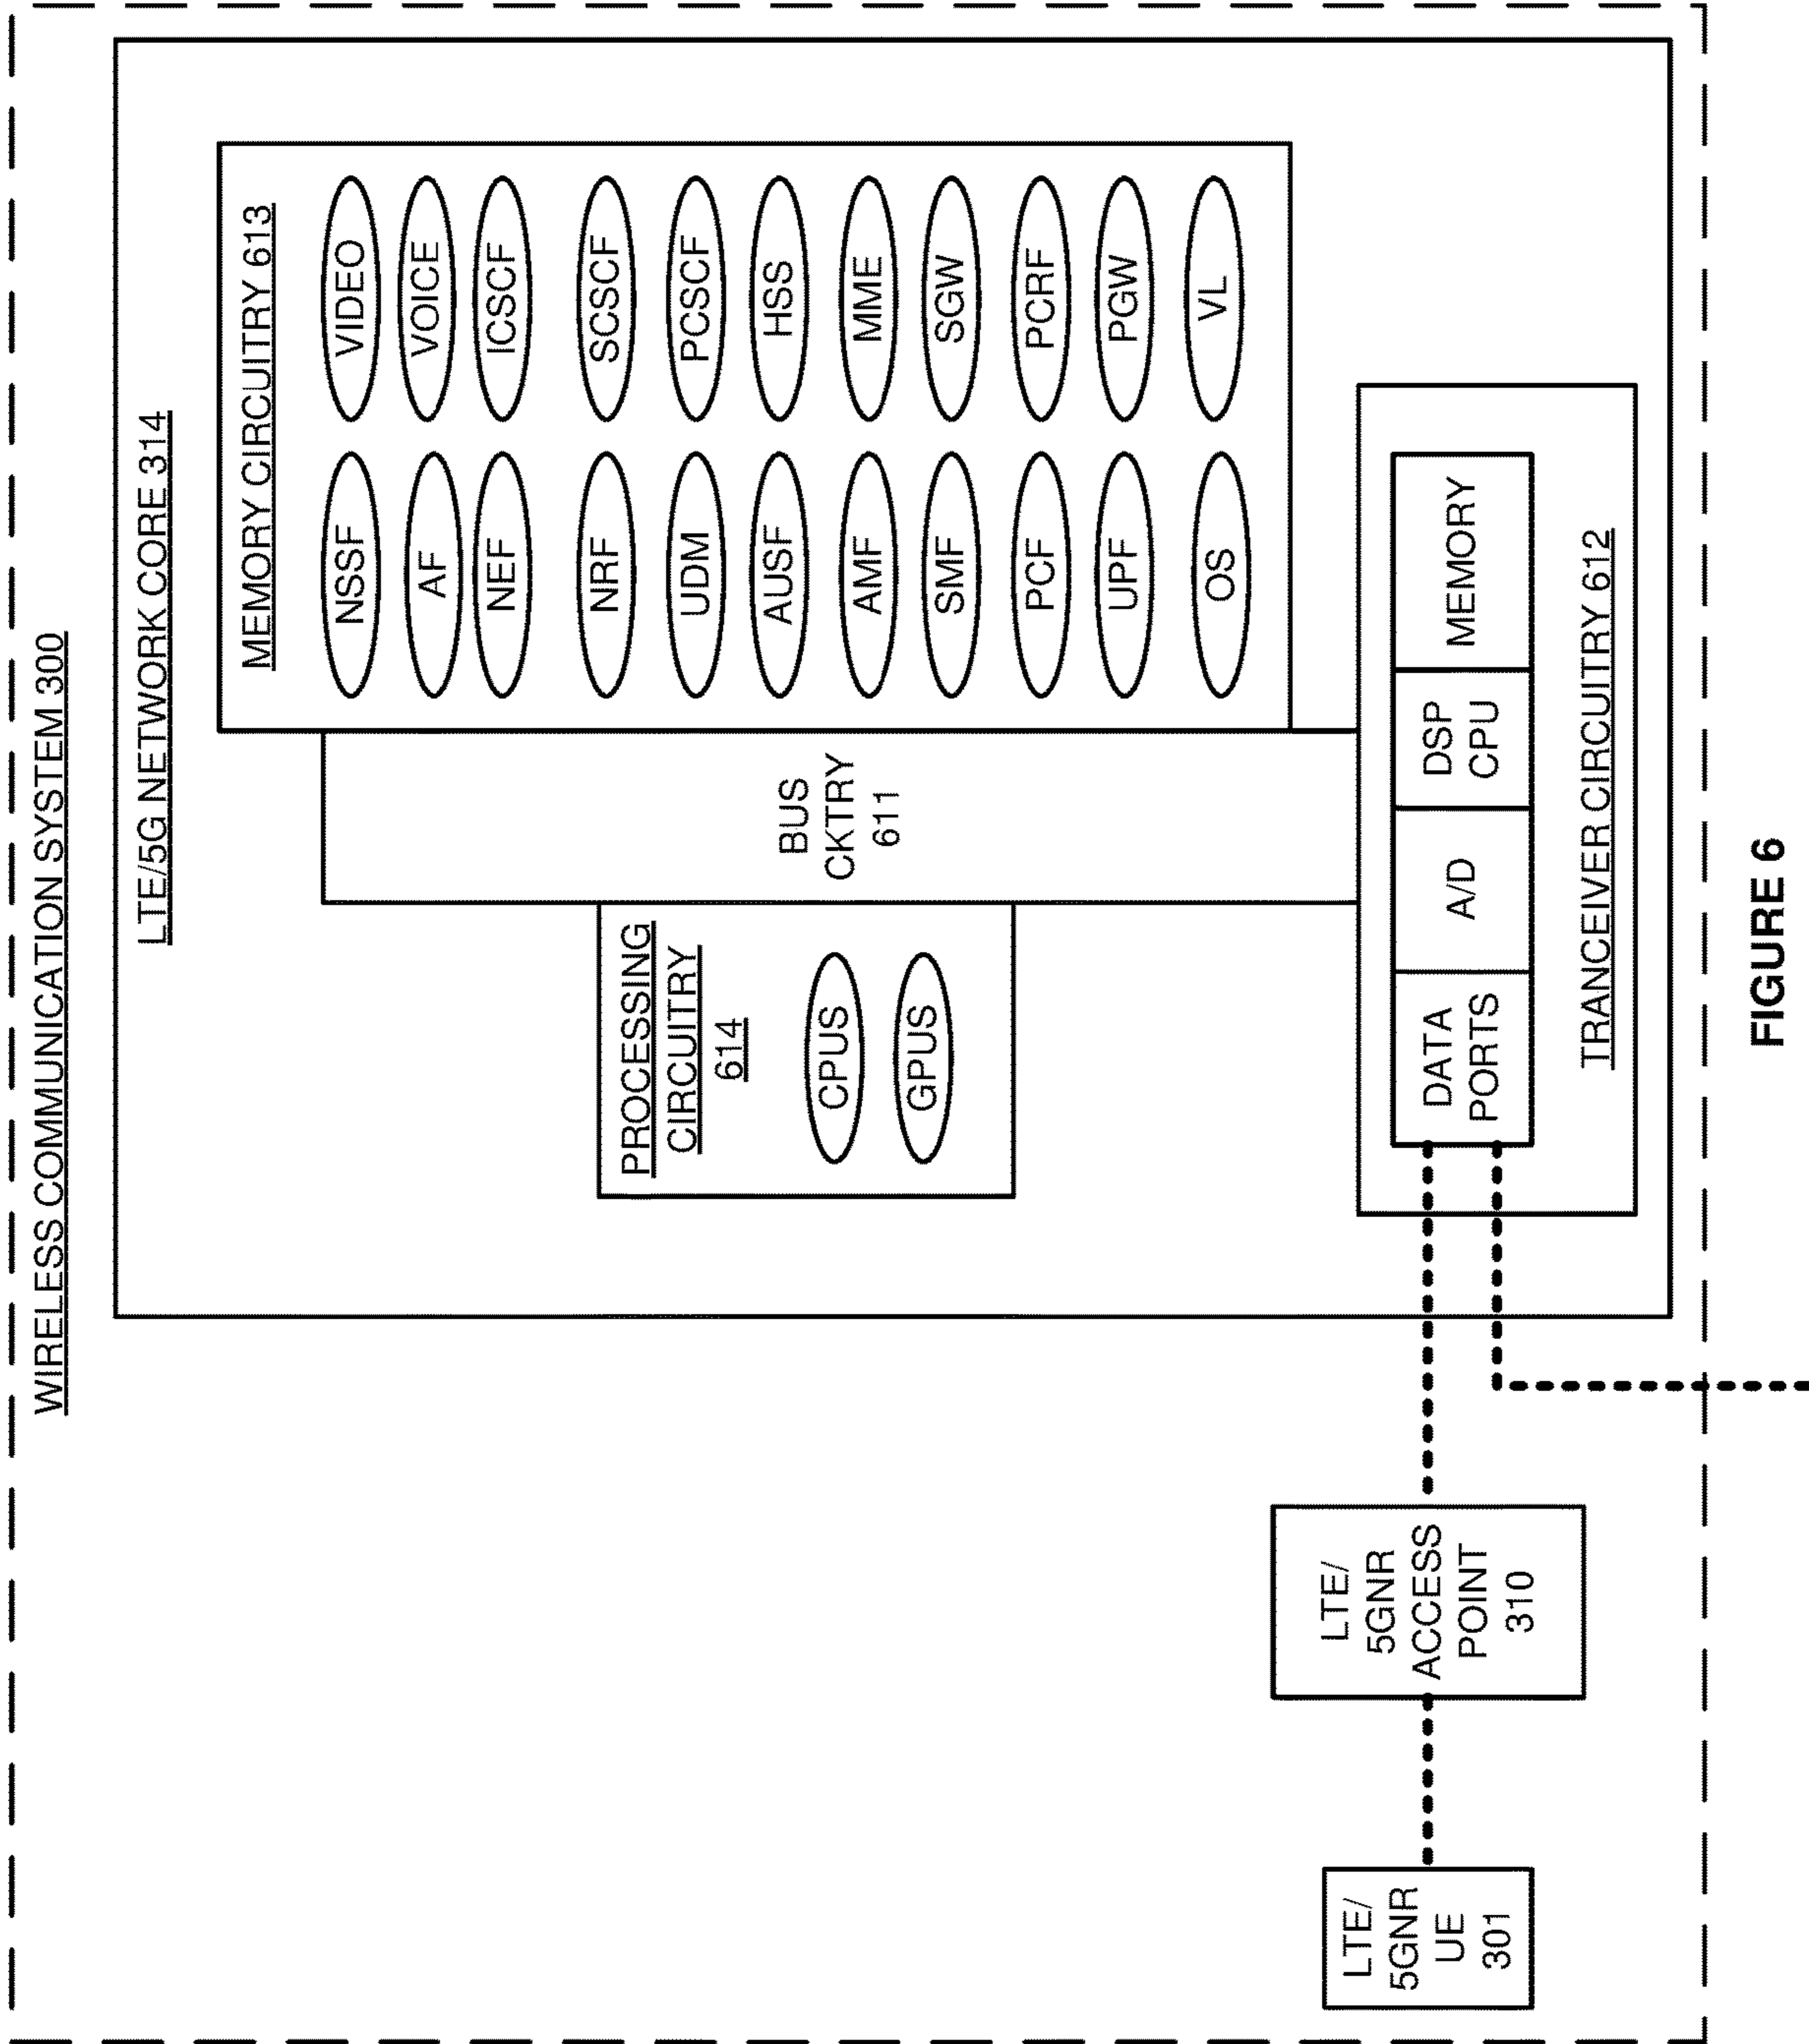 WIRELESS COMMUNICATION SYSTEM 300
LTE/5G NETWORK CORE 314
MEMORY CIRCUITRY 613
NSSF
VIDEO
AF
VOICE
NEF
ICSCF
NRF
SCSCF
UDM
PCSCF
AUSF
HSS
AMF
MME
SMF
SGW
PCF
PCRF
UPF
PGW
OS
VL
BUS
CKTRY
611
PROCESSING
CIRCUITRY
614
CPUS
GPUS
DATA
PORTS
A/D
DSP
CPU
MEMORY
TRANCEIVER CIRCUITRY 612
LTE/
5GNR
ACCESS
POINT
310
LTE/
5GNR
UE
301
FIGURE 6